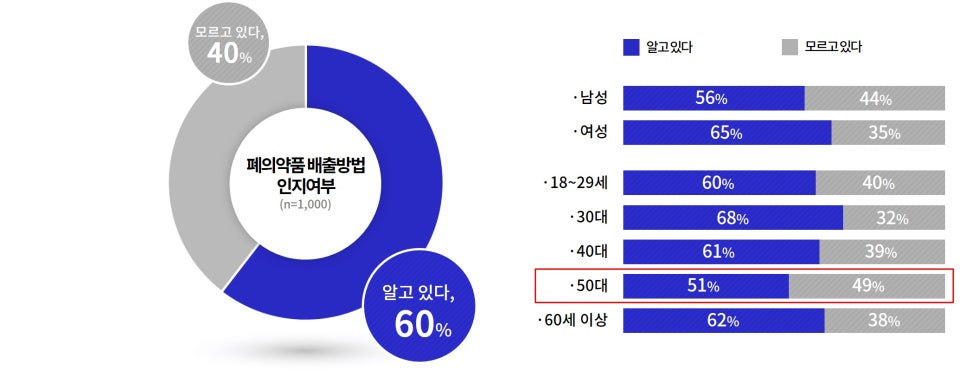 모르고 있다,
40%
폐의약품 배출방법
인지여부
(n=1,000)
알고 있다,
60%
알고 있다 모르고 있다
·남성 56% 44%
·여성 65% 35%
·18~29세 60% 40%
·30대 68% 32%
·40대 61% 39%
·50대 51% 49%
·60세 이상 62% 38%